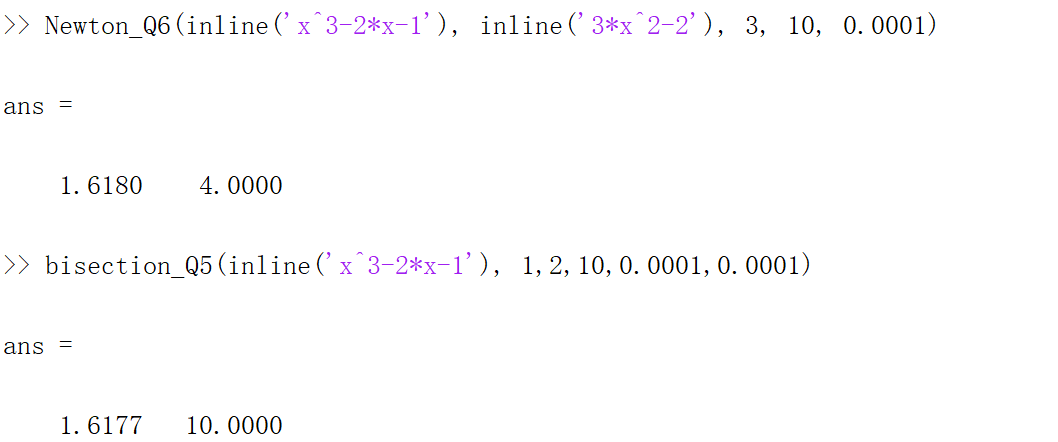 >> Newton_Q6(inline('x^3-2*x-1'), inline('3*x^2-2'), 3, 10, 0.0001)
ans =
1.6180    4.0000
>> bisection_Q5(inline('x^3-2*x-1'), 1,2,10,0.0001,0.0001)
ans =
1.6177   10.0000